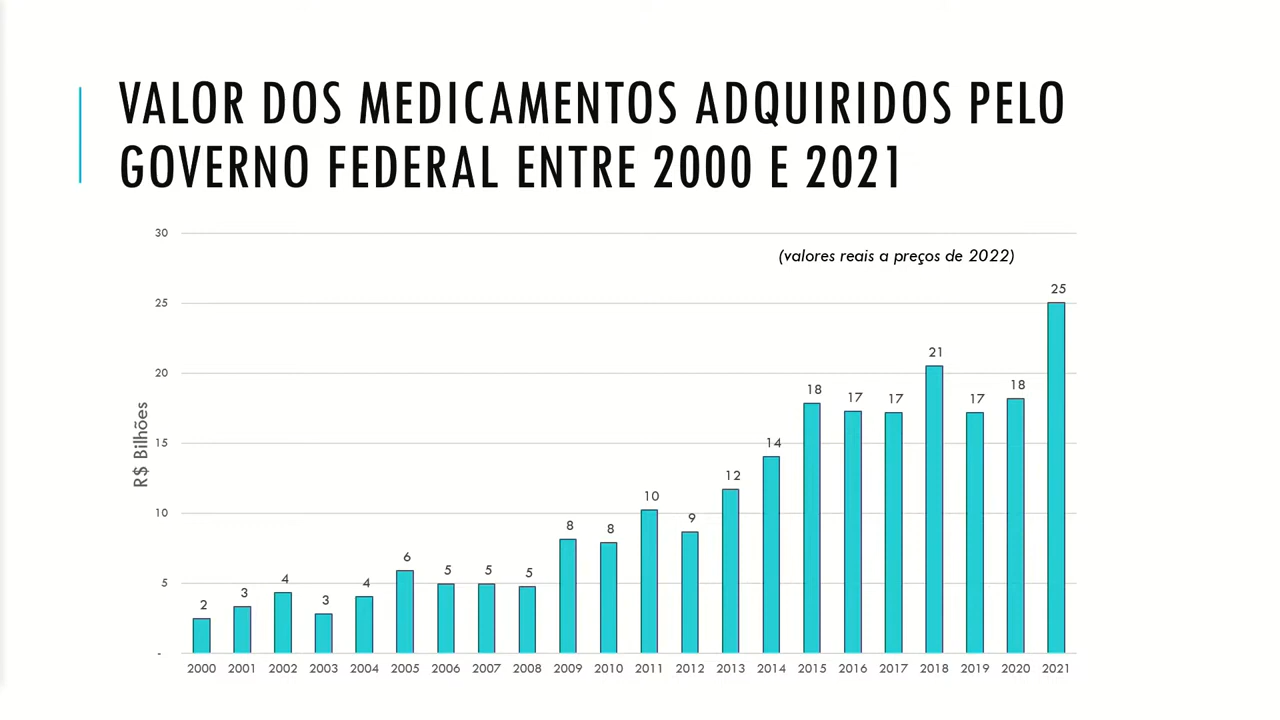 VALOR DOS MEDICAMENTOS ADQUIRIDOS PELO
GOVERNO FEDERAL ENTRE 2000 E 2021
(valores reais a preços de 2022)
R$ Bilhões
30
25
20
15
10
5
-
2 3 4 3 4 6 5 5 5 8 8 10 9 12 14 18 17 17 21 17 18 25
2000 2001 2002 2003 2004 2005 2006 2007 2008 2009 2010 2011 2012 2013 2014 2015 2016 2017 2018 2019 2020 2021